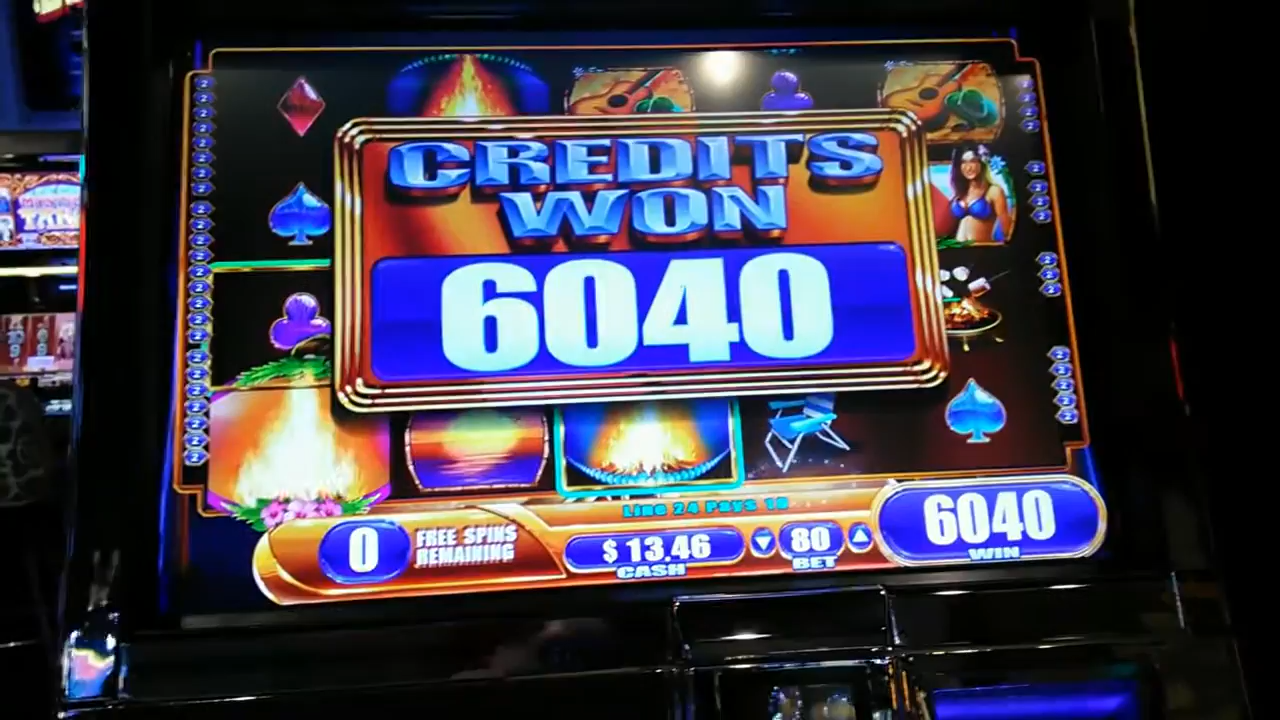 CREDITS
WON
6040
LINE 24 PAYS 10
0
FREE SPINS
REMAINING
$ 13.46
CASH
80
BET
6040
WIN